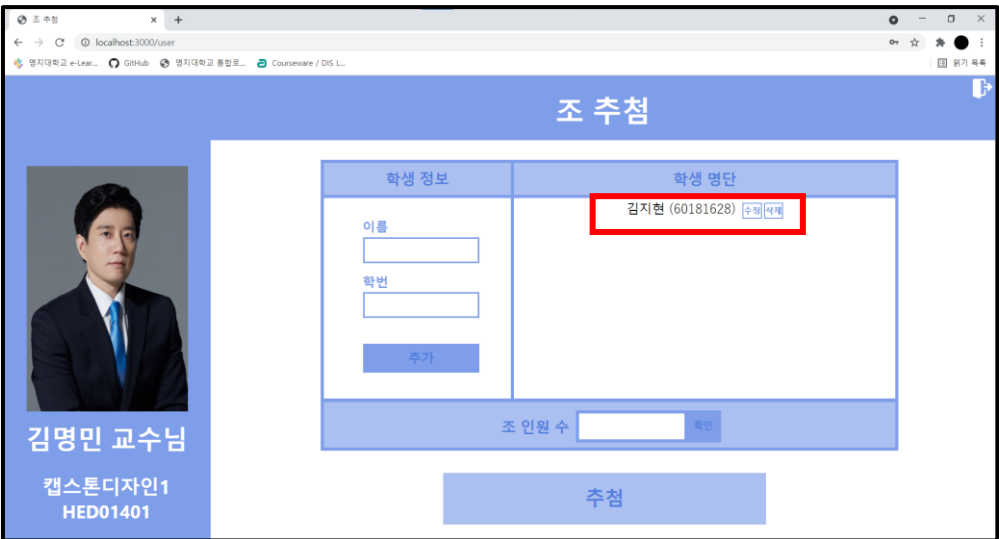 조 추첨
localhost:3000/user
명지대학교 e-Lear... GitHub 명지대학교 통합로... Courseware / DIS L... 읽기 목록
조 추첨
학생 정보 학생 명단
김지현 (60181628) 수정 삭제
이름
학번
추가
조 인원 수 확인
김명민 교수님
캡스톤디자인1
HED01401
추첨